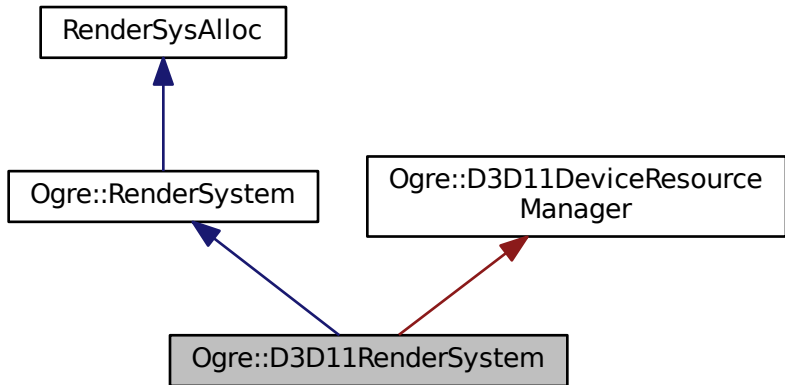 RenderSysAlloc
Ogre::RenderSystem
Ogre::D3D11DeviceResource
Manager
Ogre::D3D11RenderSystem